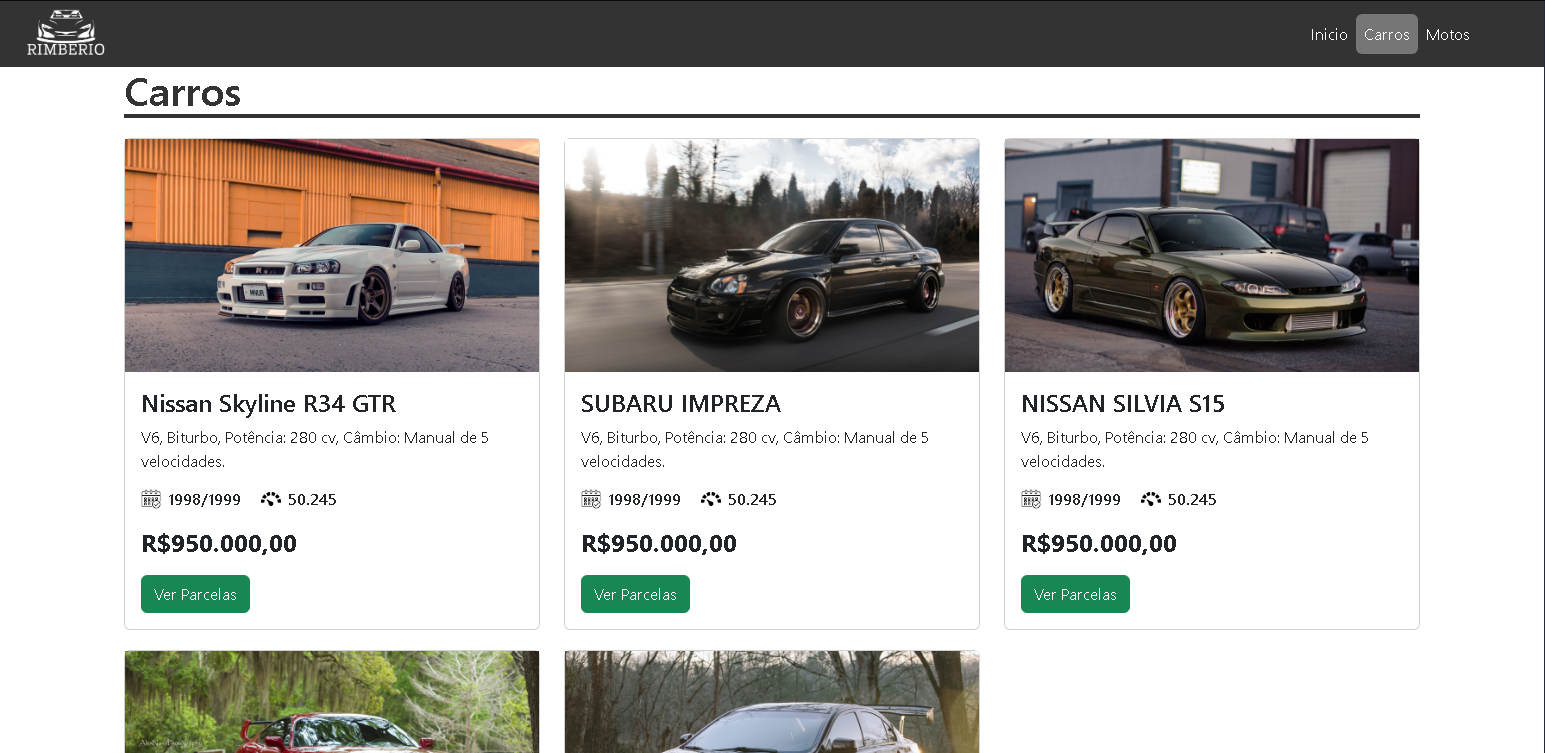 RIMBERIO
Inicio
Carros
Motos
Carros
Nissan Skyline R34 GTR
V6, Biturbo, Potência: 280 cv, Câmbio: Manual de 5
velocidades.
1998/1999
50.245
R$950.000,00
Ver Parcelas
SUBARU IMPREZA
V6, Biturbo, Potência: 280 cv, Câmbio: Manual de 5
velocidades.
1998/1999
50.245
R$950.000,00
Ver Parcelas
NISSAN SILVIA S15
V6, Biturbo, Potência: 280 cv, Câmbio: Manual de 5
velocidades.
1998/1999
50.245
R$950.000,00
Ver Parcelas